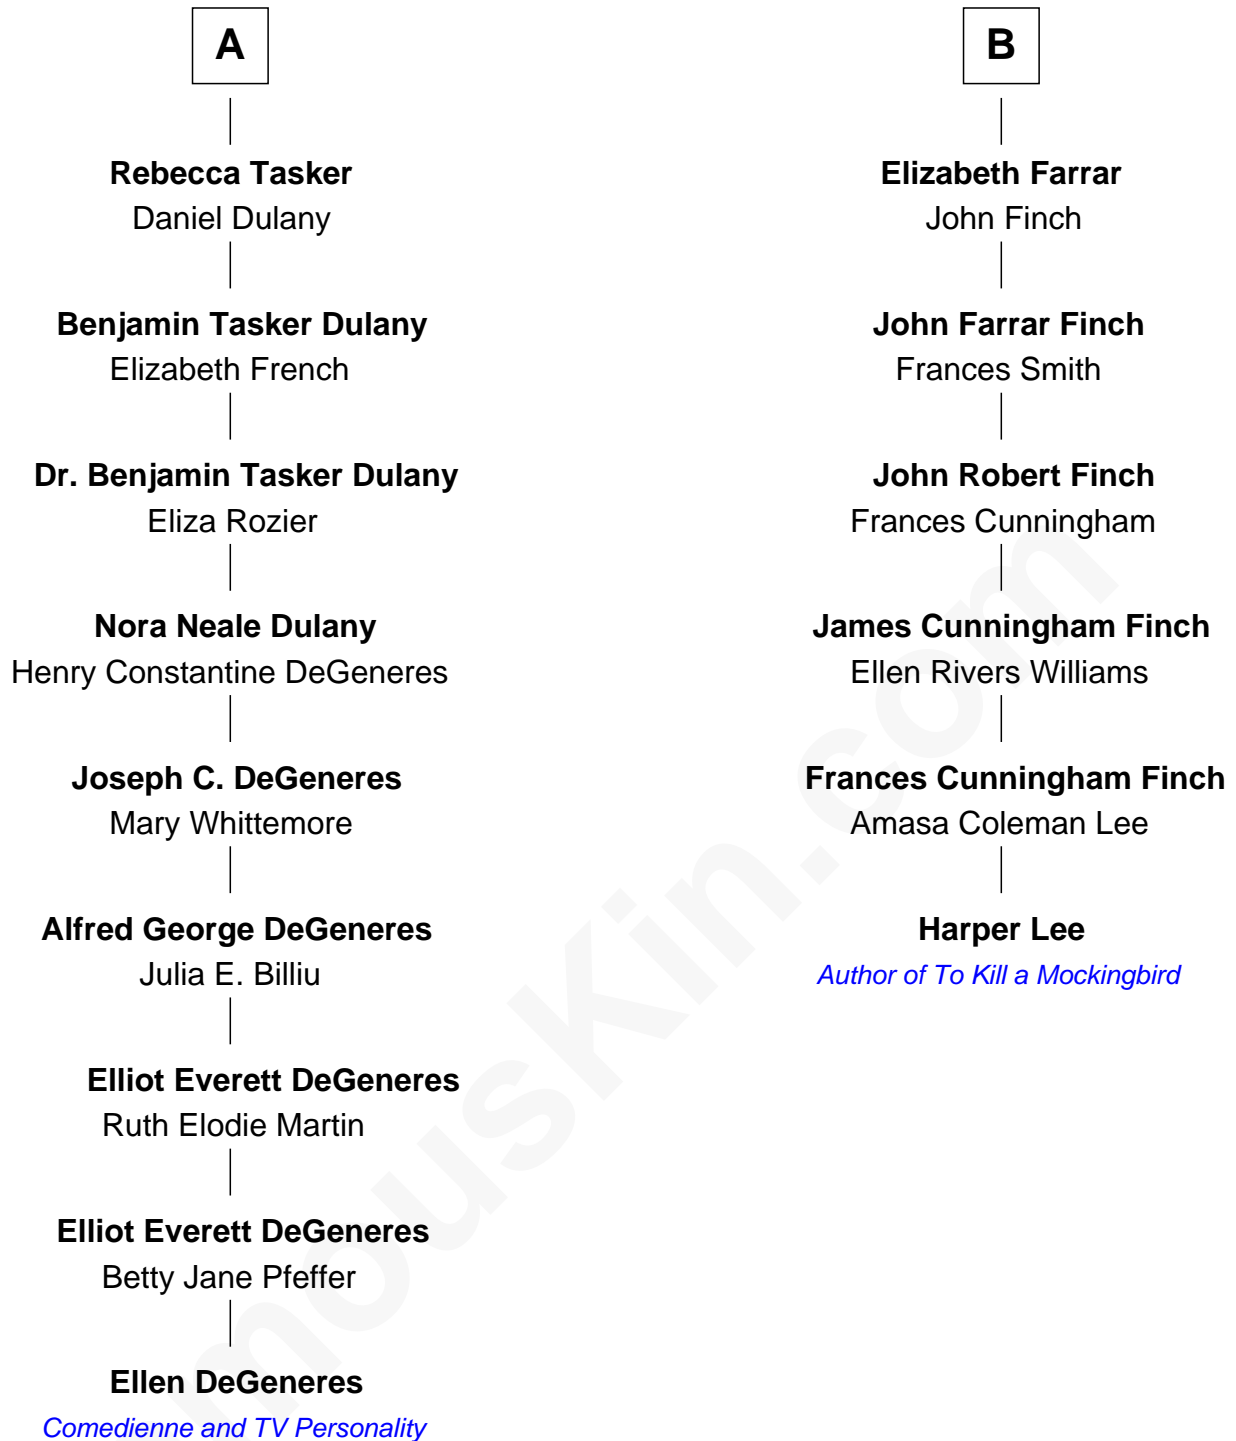 A
Rebecca Tasker
Daniel Dulany
Benjamin Tasker Dulany
Elizabeth French
Dr. Benjamin Tasker Dulany
Eliza Rozier
Nora Neale Dulany
Henry Constantine DeGeneres
Joseph C. DeGeneres
Mary Whittemore
Alfred George DeGeneres
Julia E. Billiu
Elliot Everett DeGeneres
Ruth Elodie Martin
Elliot Everett DeGeneres
Betty Jane Pfeffer
Ellen DeGeneres
Comedienne and TV Personality
B
Elizabeth Farrar
John Finch
John Farrar Finch
Frances Smith
John Robert Finch
Frances Cunningham
James Cunningham Finch
Ellen Rivers Williams
Frances Cunningham Finch
Amasa Coleman Lee
Harper Lee
Author of To Kill a Mockingbird
mousKin.com